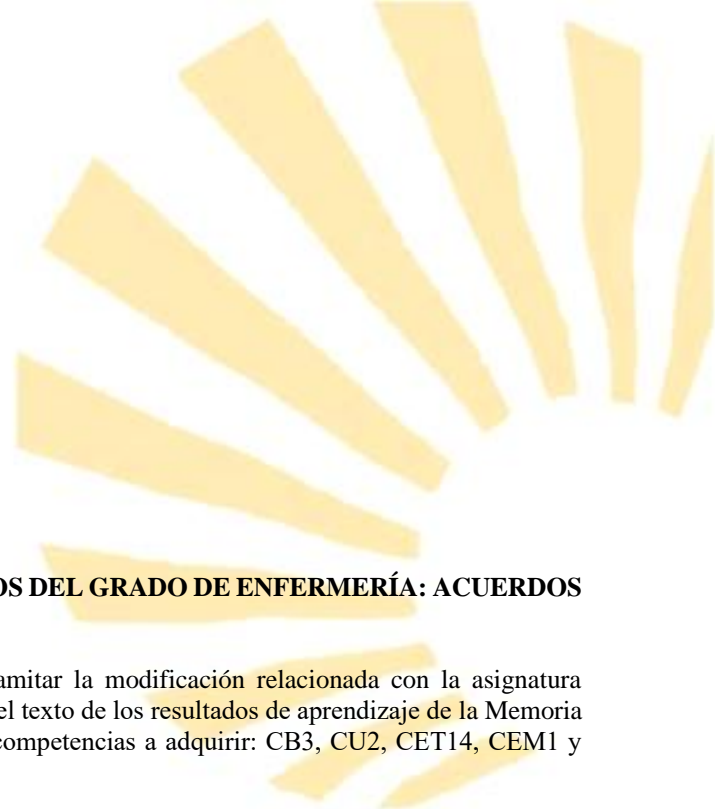 OS DEL GRADO DE ENFERMERÍA: ACUERDOS
amitar la modificación relacionada con la asignatura
el texto de los resultados de aprendizaje de la Memoria
competencias a adquirir: CB3, CU2, CET14, CEM1 y